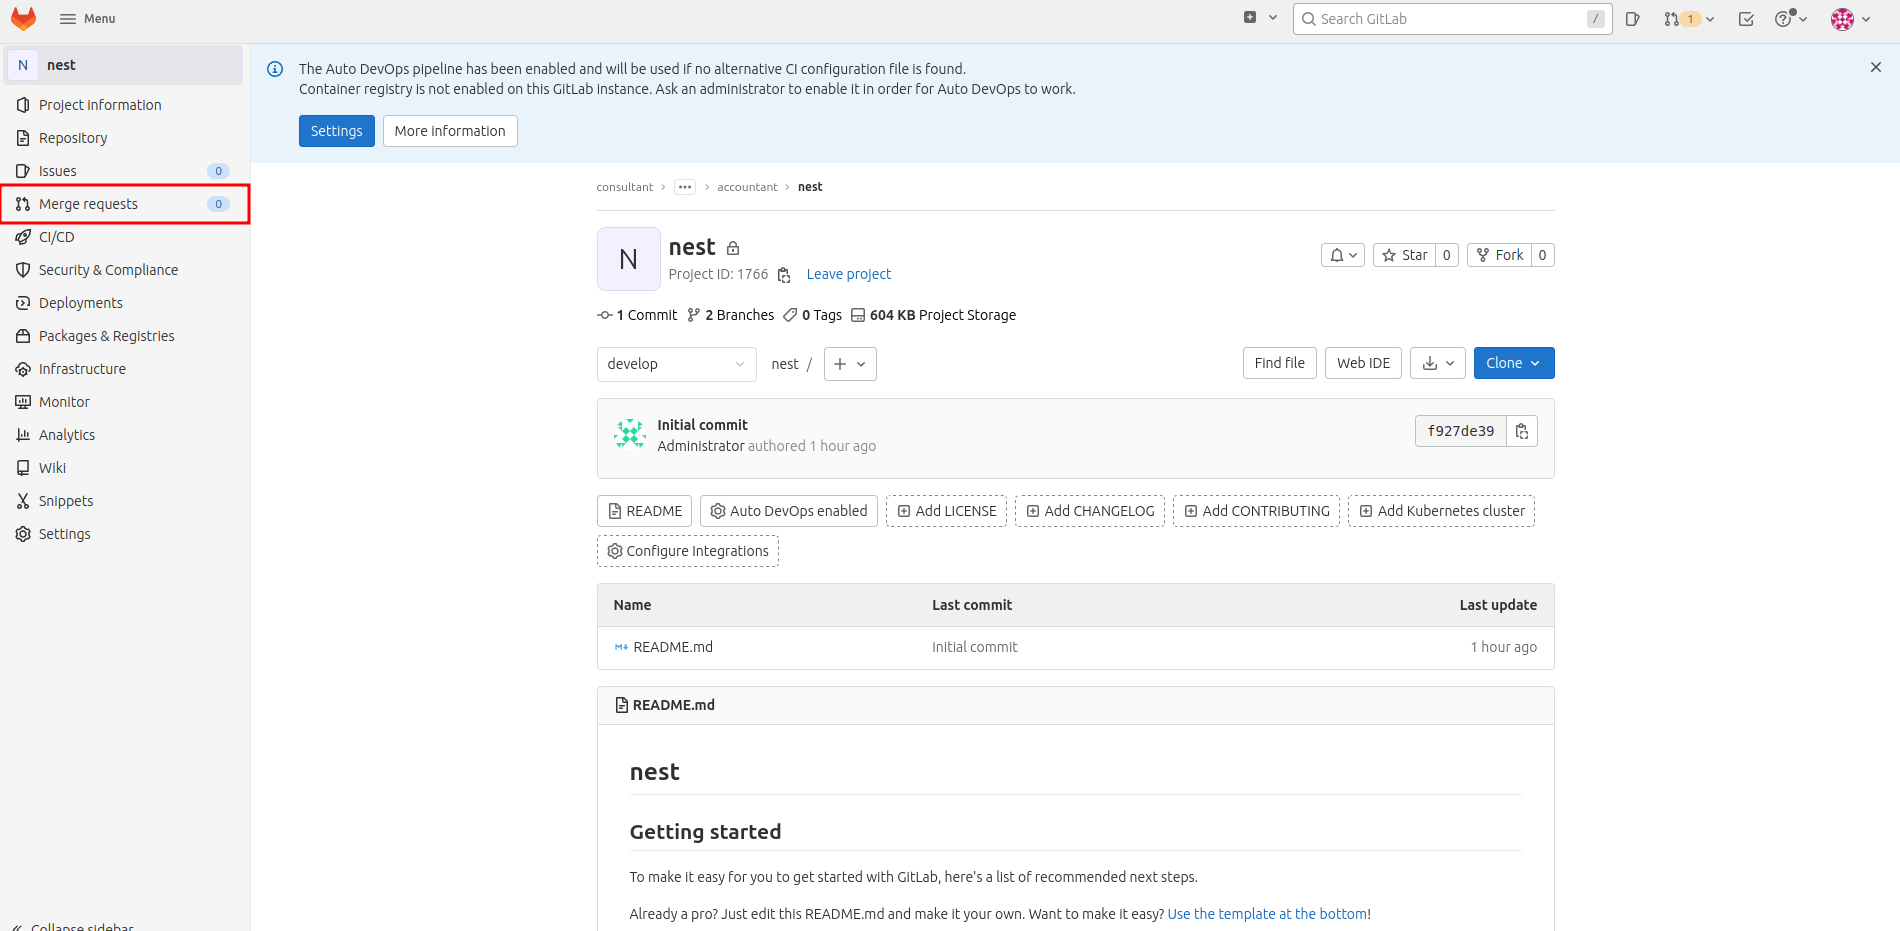 Menu
Search GitLab
/
1
N
nest
Project information
Repository
Issues
0
Merge requests
0
CI/CD
Security & Compliance
Deployments
Packages & Registries
Infrastructure
Monitor
Analytics
Wiki
Snippets
Settings
Collapse sidebar
The Auto DevOps pipeline has been enabled and will be used if no alternative CI configuration file is found.
Container registry is not enabled on this GitLab instance. Ask an administrator to enable it in order for Auto DevOps to work.
Settings
More information
consultant › ••• › accountant › nest
N
nest
Project ID: 1766
Leave project
Star
0
Fork
0
1 Commit
2 Branches
0 Tags
604 KB Project Storage
develop
nest /
Find file
Web IDE
Clone
Initial commit
Administrator authored 1 hour ago
f927de39
README
Auto DevOps enabled
Add LICENSE
Add CHANGELOG
Add CONTRIBUTING
Add Kubernetes cluster
Configure Integrations
Name
Last commit
Last update
README.md
Initial commit
1 hour ago
README.md
nest
Getting started
To make it easy for you to get started with GitLab, here's a list of recommended next steps.
Already a pro? Just edit this README.md and make it your own. Want to make it easy? Use the template at the bottom!